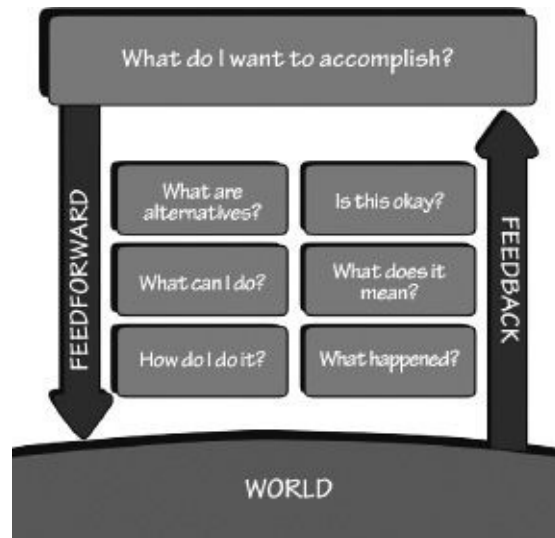 What do I want to accomplish?
FEEDFORWARD
What are
alternatives?
What can I do?
How do I do it?
Is this okay?
What does it
mean?
What happened?
FEEDBACK
WORLD